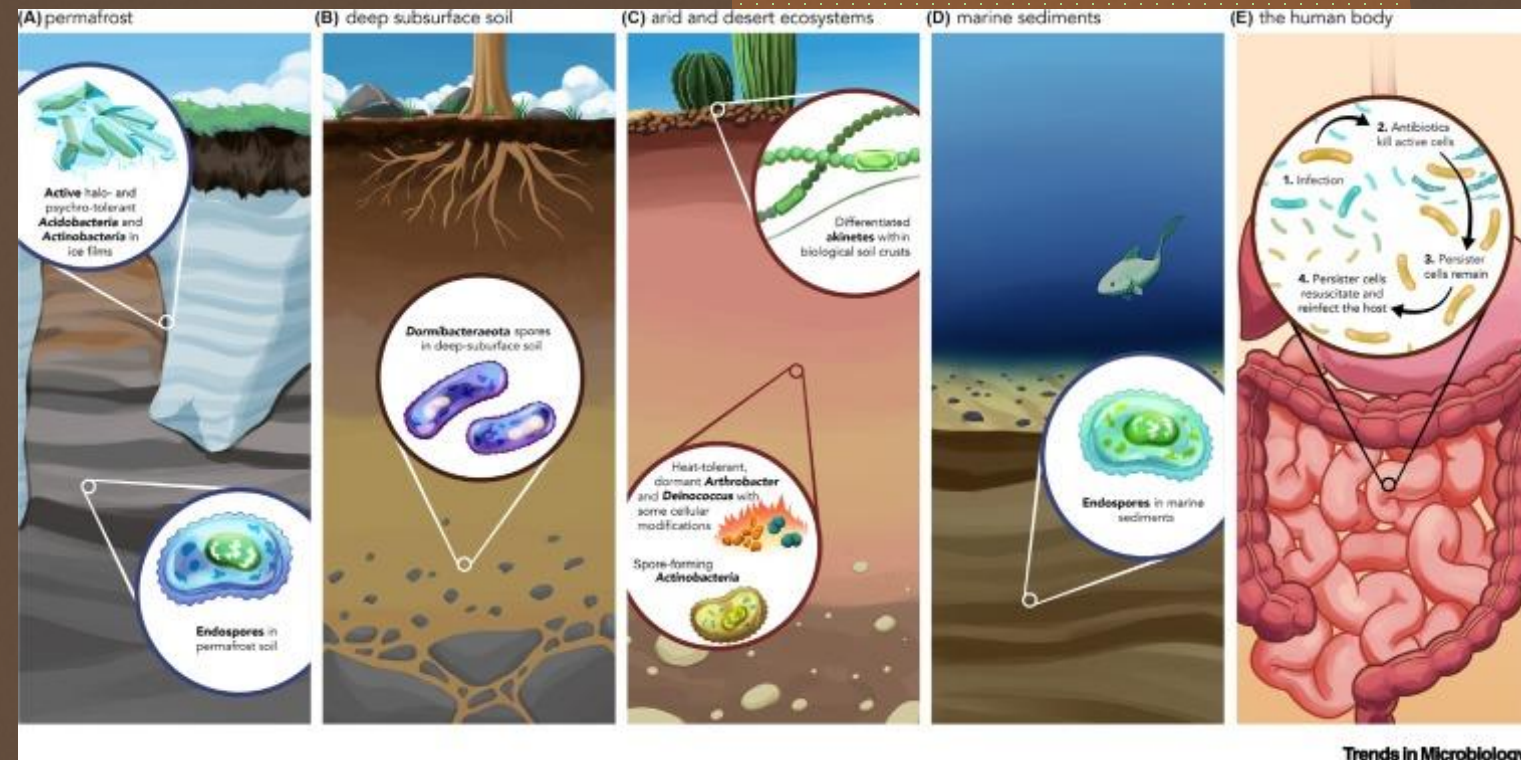 (A) permafrost
Active halo- and
psychro-tolerant
Acidobacteria and
Actinobacteria in
ice films
Endospores in
permafrost soil
(B) deep subsurface soil
Dormibacteraeota spores
in deep-suburface soil
(C) arid and desert ecosystems
Differentiated
akinetes within
biological soil crusts
Heat-tolerant,
dormant Arthrobacter
and Deinococcus with
some cellular
modifications
Spore-forming
Actinobacteria
(D) marine sediments
Endospores in marine
sediments
(E) the human body
1. Infection
2. Antibiotics
kill active cells
3. Persister
cells remain
4. Persister cells
resuscitate and
reinfect the host
Trends in Microbiology